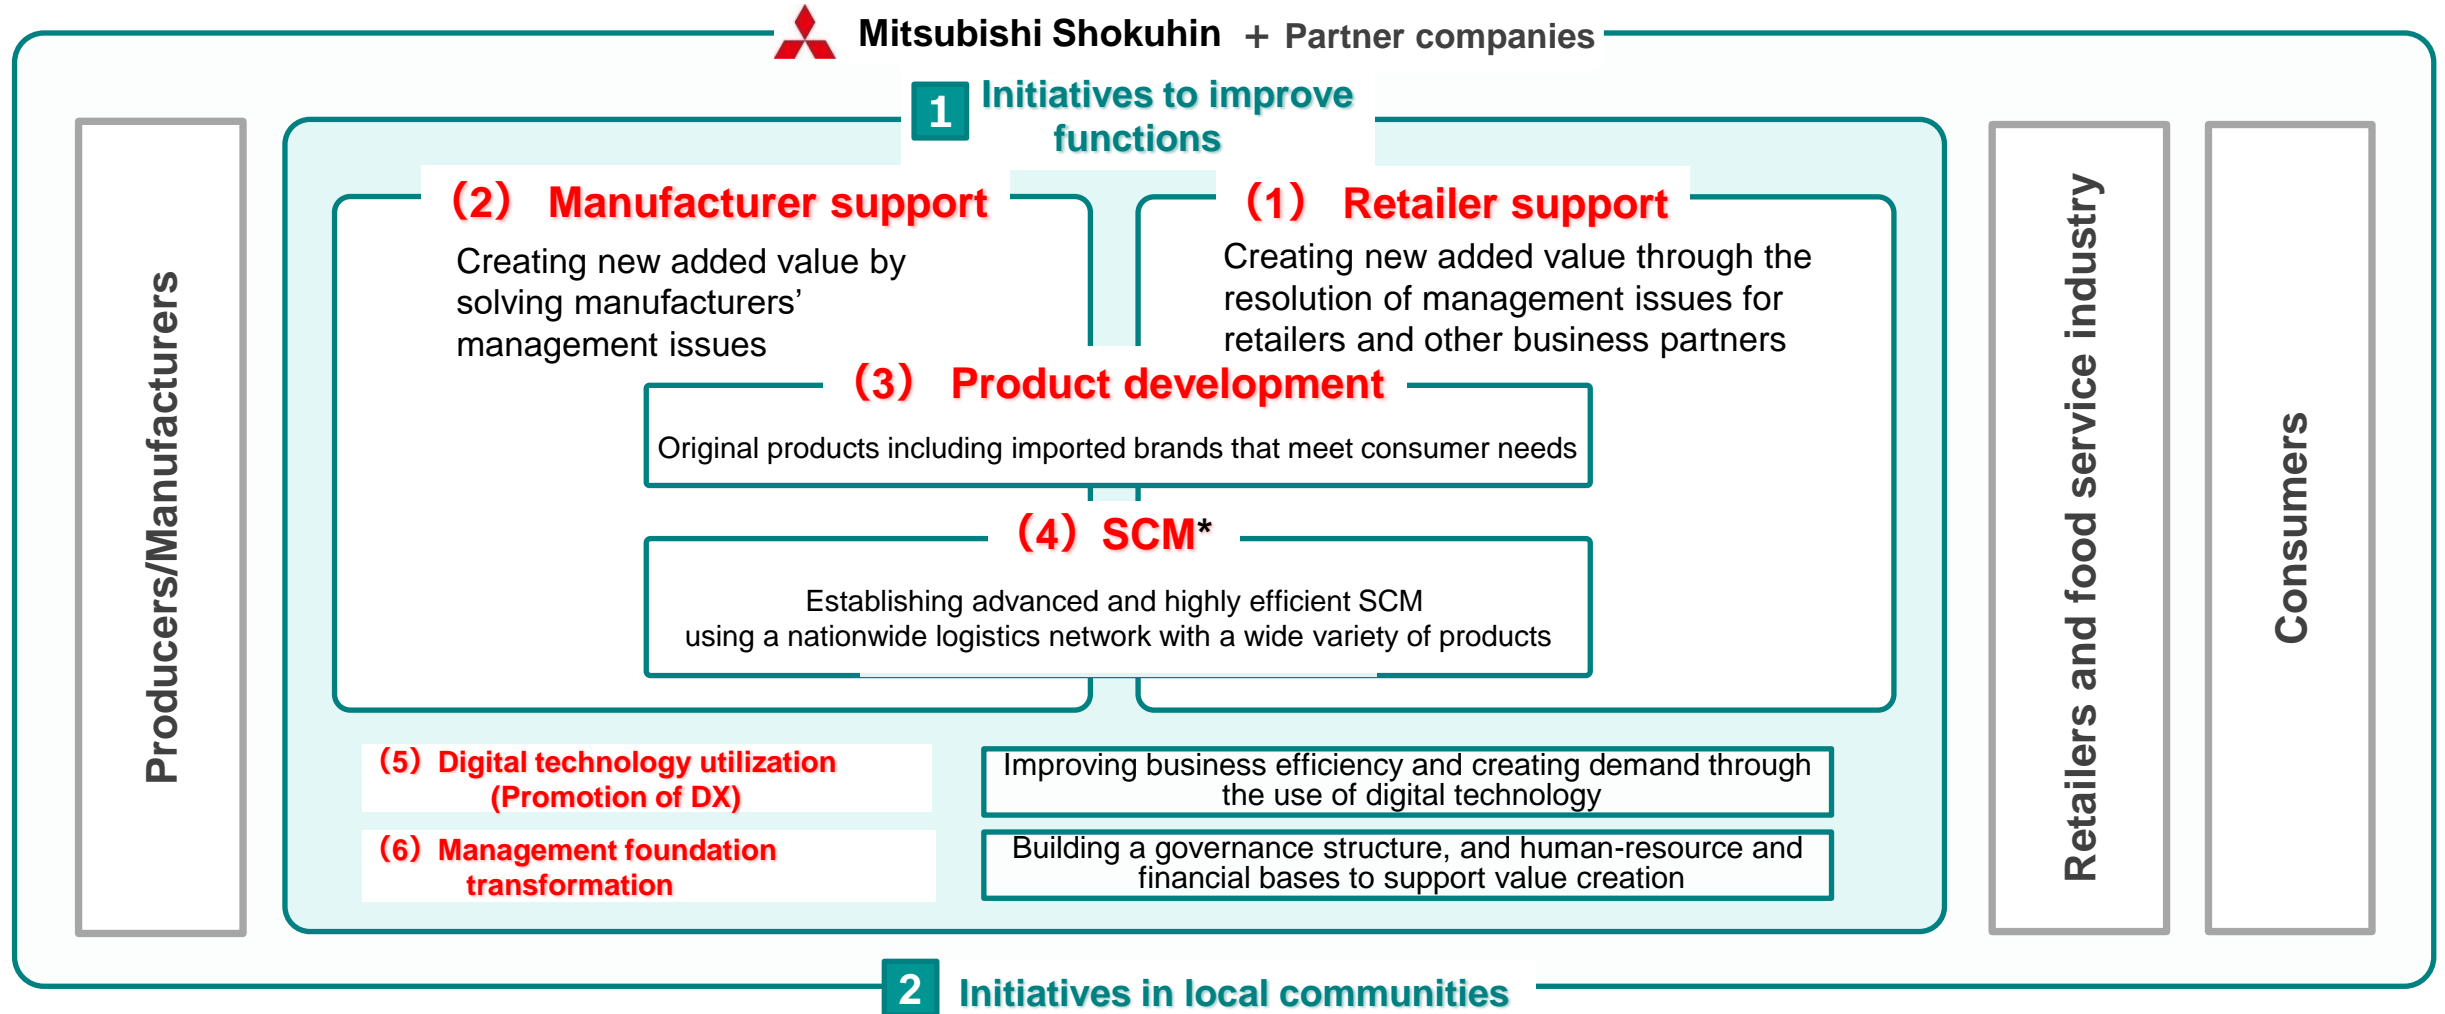 Mitsubishi Shokuhin + Partner companies
1 Initiatives to improve
functions
Producers/Manufacturers
（2） Manufacturer support
Creating new added value by
solving manufacturers’
management issues
（1） Retailer support
Creating new added value through the
resolution of management issues for
retailers and other business partners
（3） Product development
Original products including imported brands that meet consumer needs
（4）SCM*
Establishing advanced and highly efficient SCM
using a nationwide logistics network with a wide variety of products
（5）Digital technology utilization
(Promotion of DX)
Improving business efficiency and creating demand through
the use of digital technology
（6）Management foundation
transformation
Building a governance structure, and human-resource and
financial bases to support value creation
Retailers and food service industry
Consumers
2 Initiatives in local communities